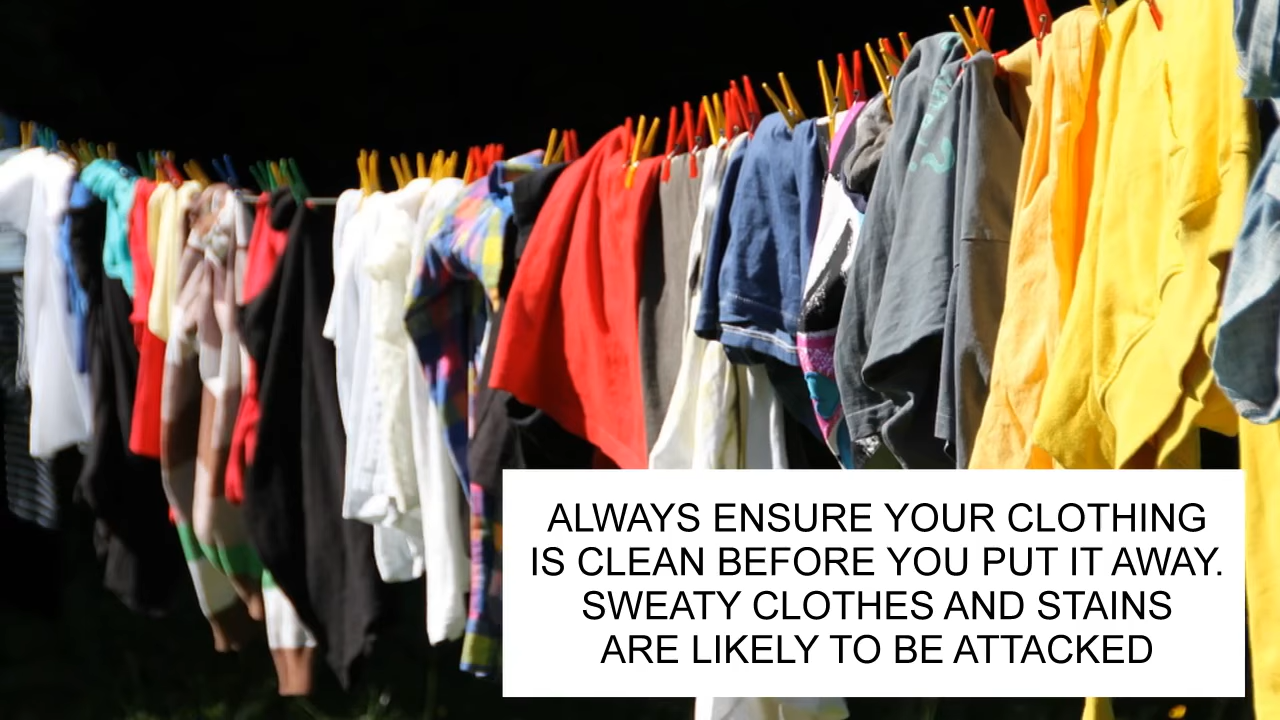 ALWAYS ENSURE YOUR CLOTHING
IS CLEAN BEFORE YOU PUT IT AWAY.
SWEATY CLOTHES AND STAINS
ARE LIKELY TO BE ATTACKED